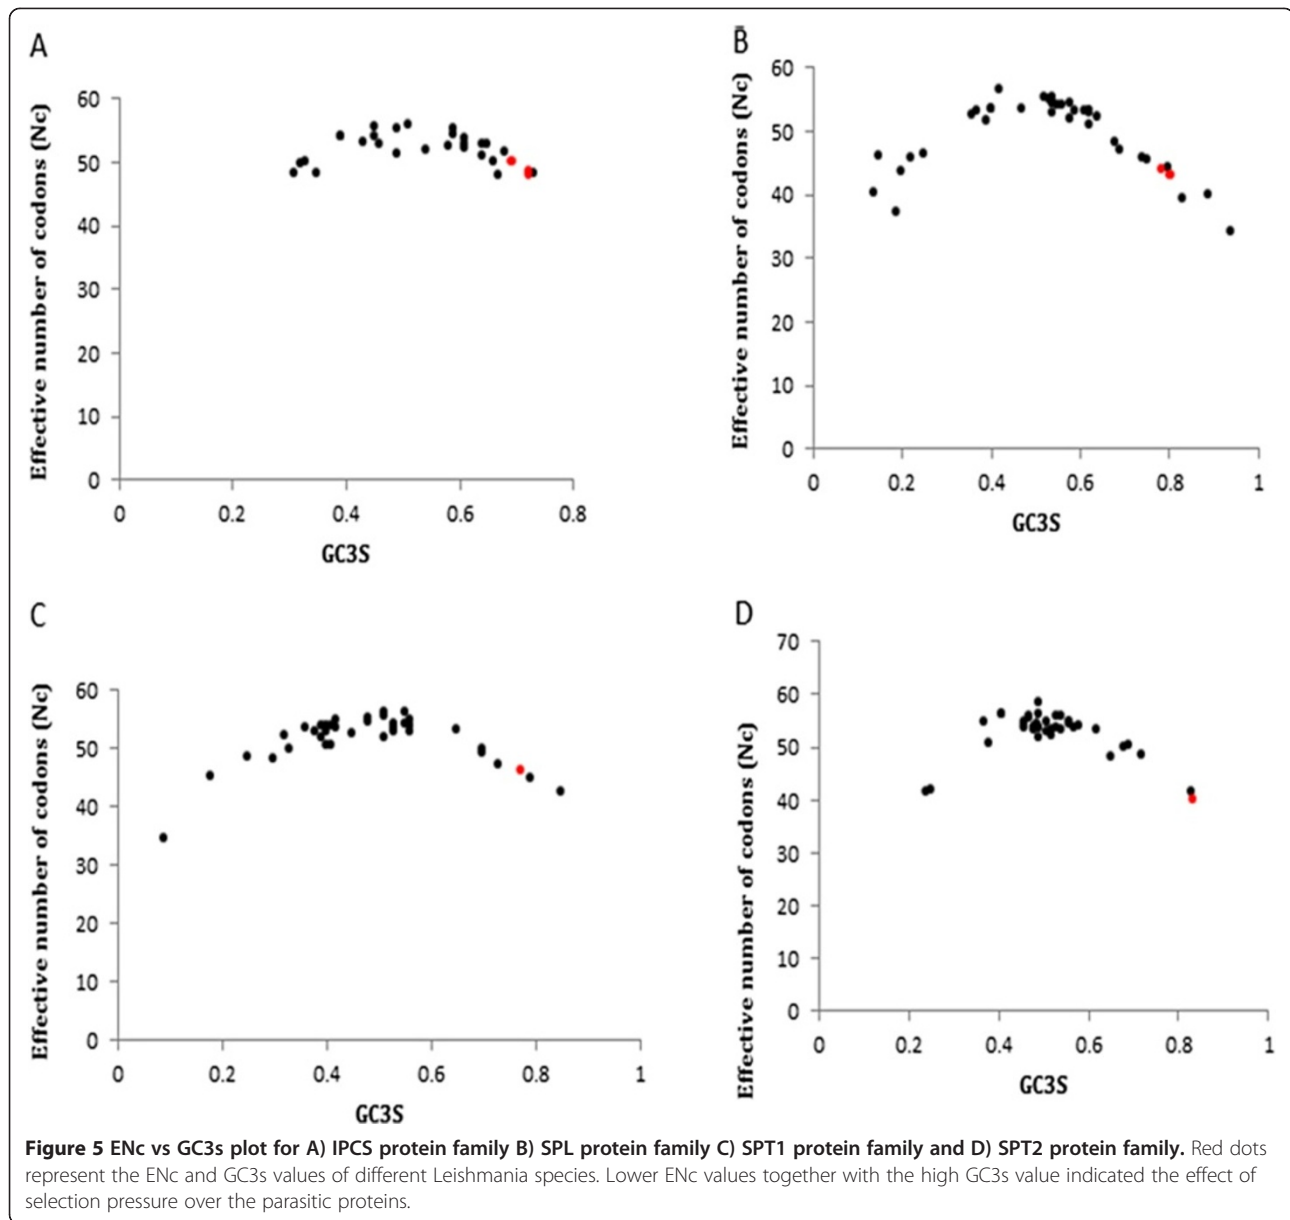 A
Effective number of codons (Nc)
60
50
40
30
20
10
0
0 0.2 0.4 0.6 0.8
GC3S
B
Effective number of codons (Nc)
60
50
40
30
20
10
0
0 0.2 0.4 0.6 0.8 1
GC3S
C
Effective number of codons (Nc)
60
50
40
30
20
10
0
0 0.2 0.4 0.6 0.8 1
GC3S
D
Effective number of codons (Nc)
70
60
50
40
30
20
10
0
0 0.2 0.4 0.6 0.8 1
GC3S
Figure 5 ENc vs GC3s plot for A) IPCS protein family B) SPL protein family C) SPT1 protein family and D) SPT2 protein family. Red dots
represent the ENc and GC3s values of different Leishmania species. Lower ENc values together with the high GC3s value indicated the effect of
selection pressure over the parasitic proteins.